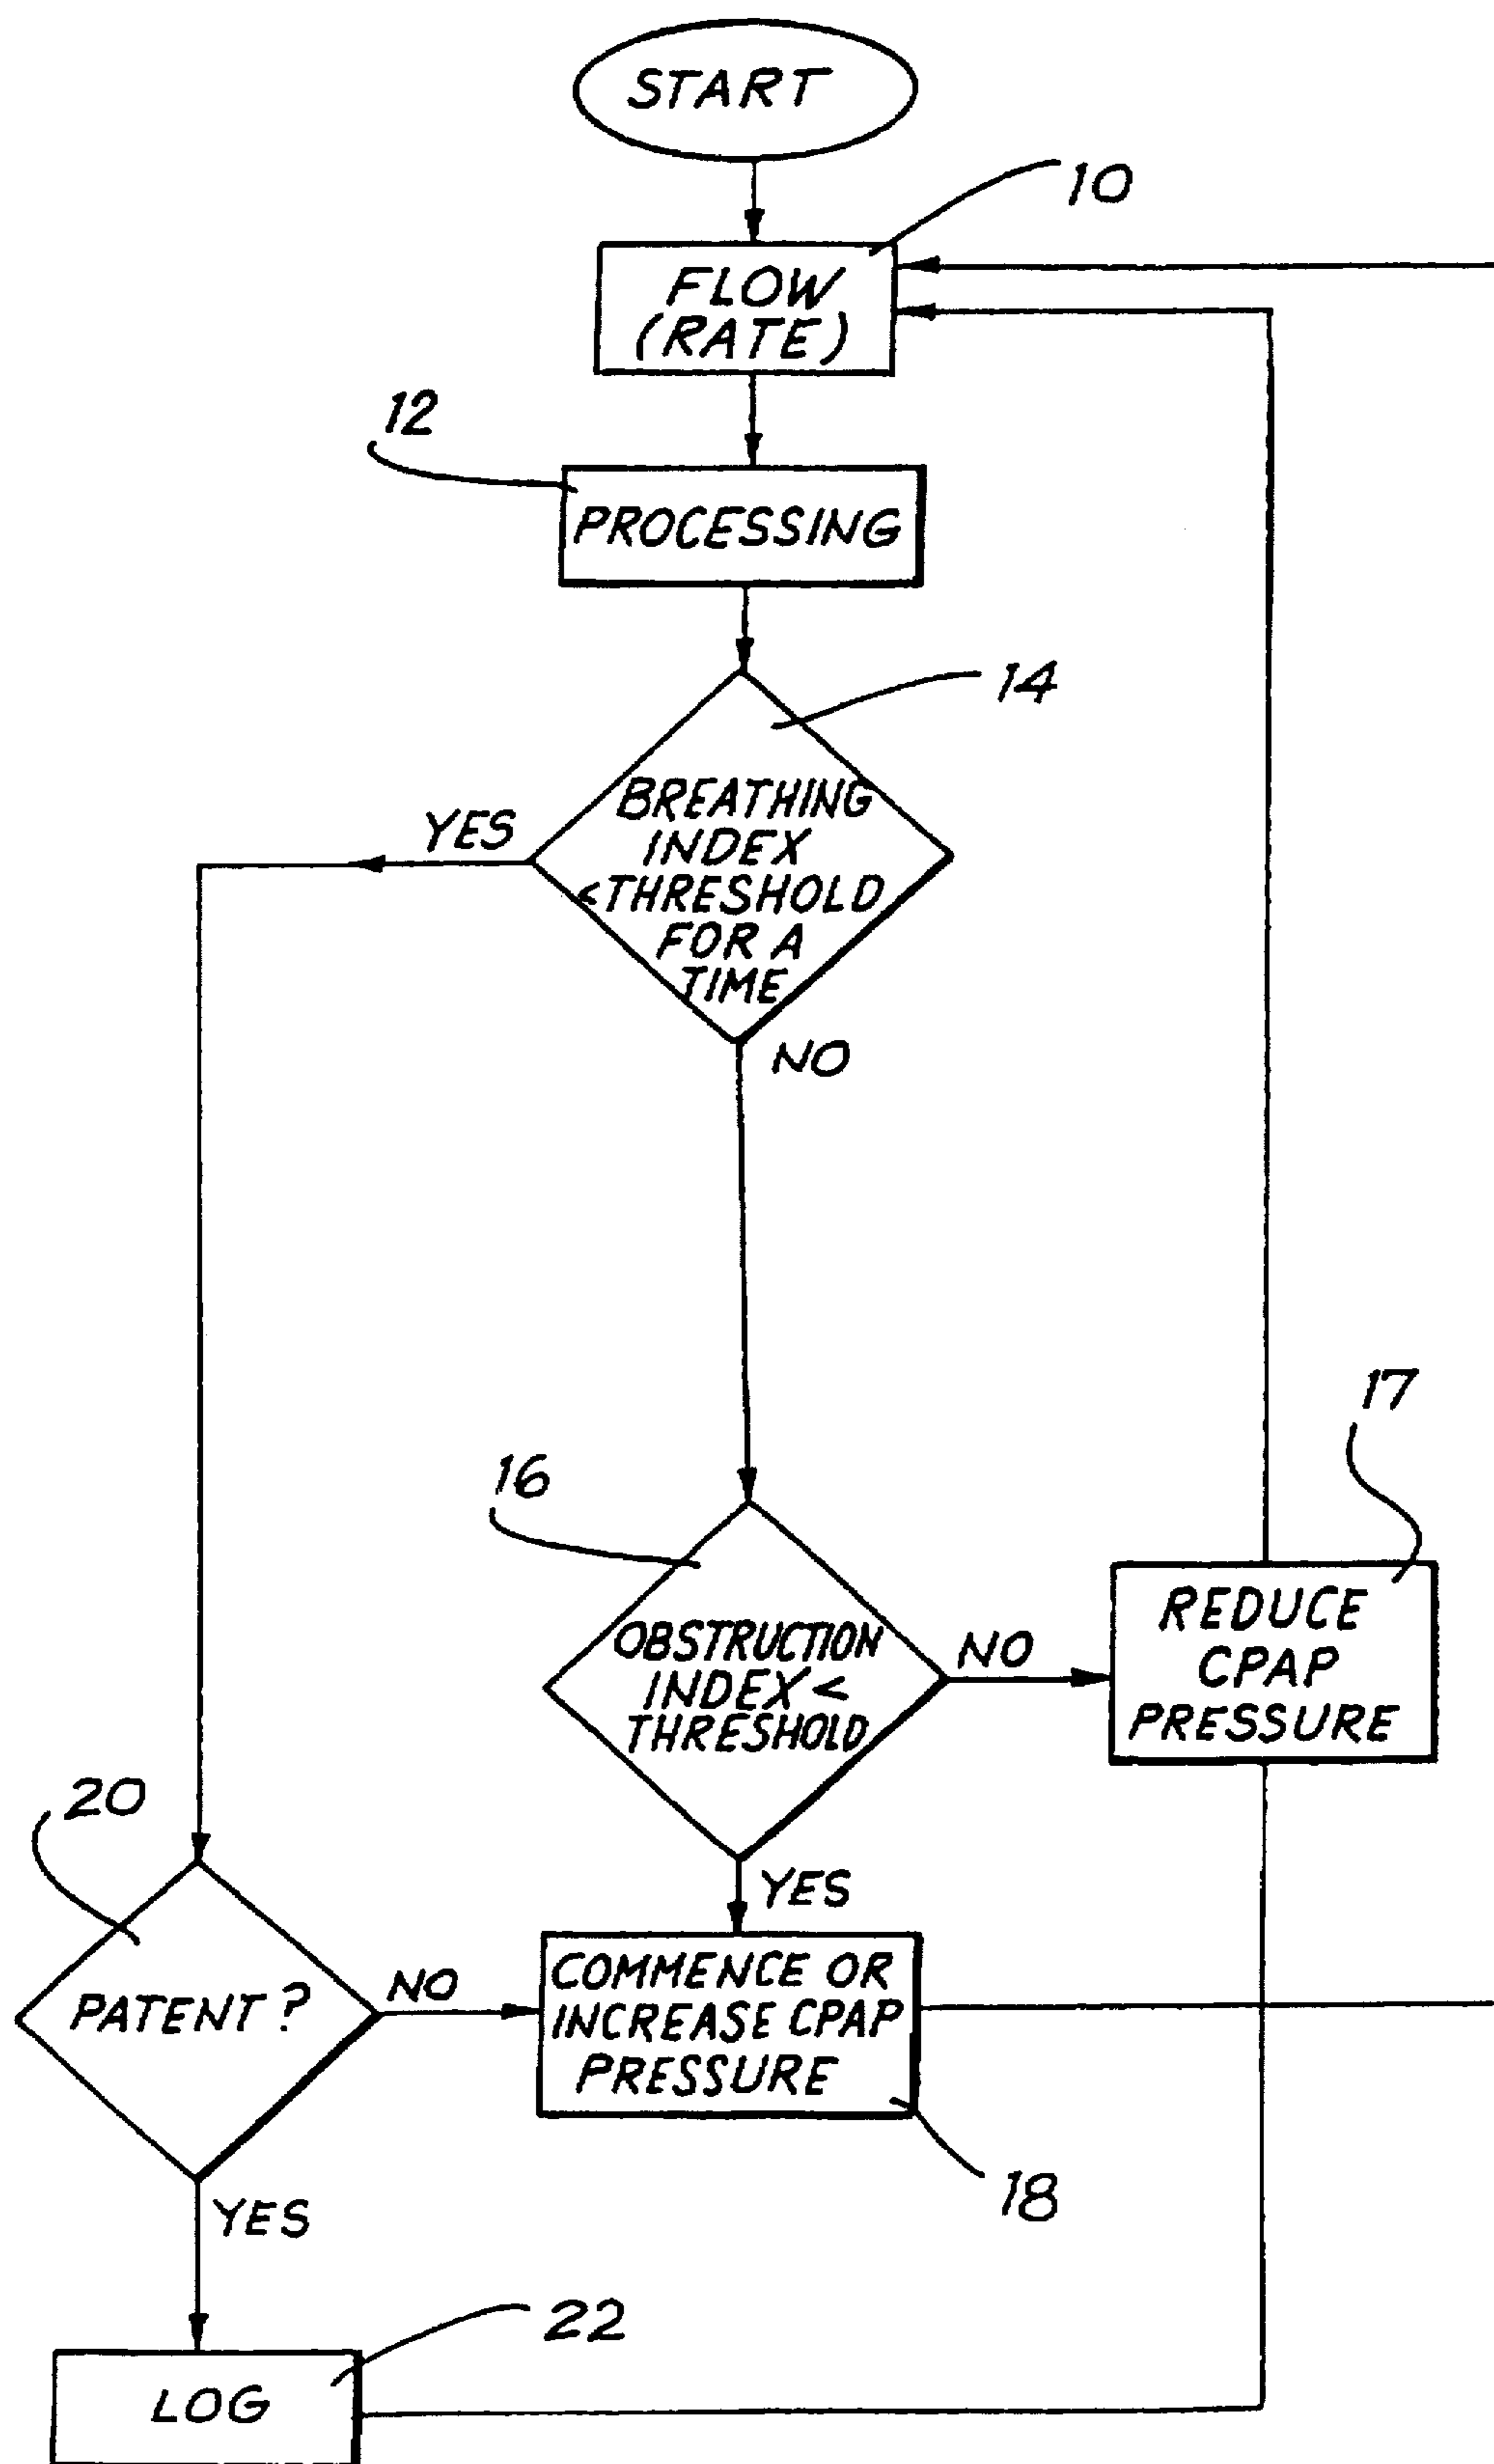 START
10
FLOW
(RATE)
12
PROCESSING
14
BREATHING
INDEX
<THRESHOLD
FOR A
TIME
YES
NO
17
16
OBSTRUCTION
INDEX <
THRESHOLD
NO
REDUCE
CPAP
PRESSURE
20
YES
PATENT?
NO
COMMENCE OR
INCREASE CPAP
PRESSURE
18
YES
22
LOG